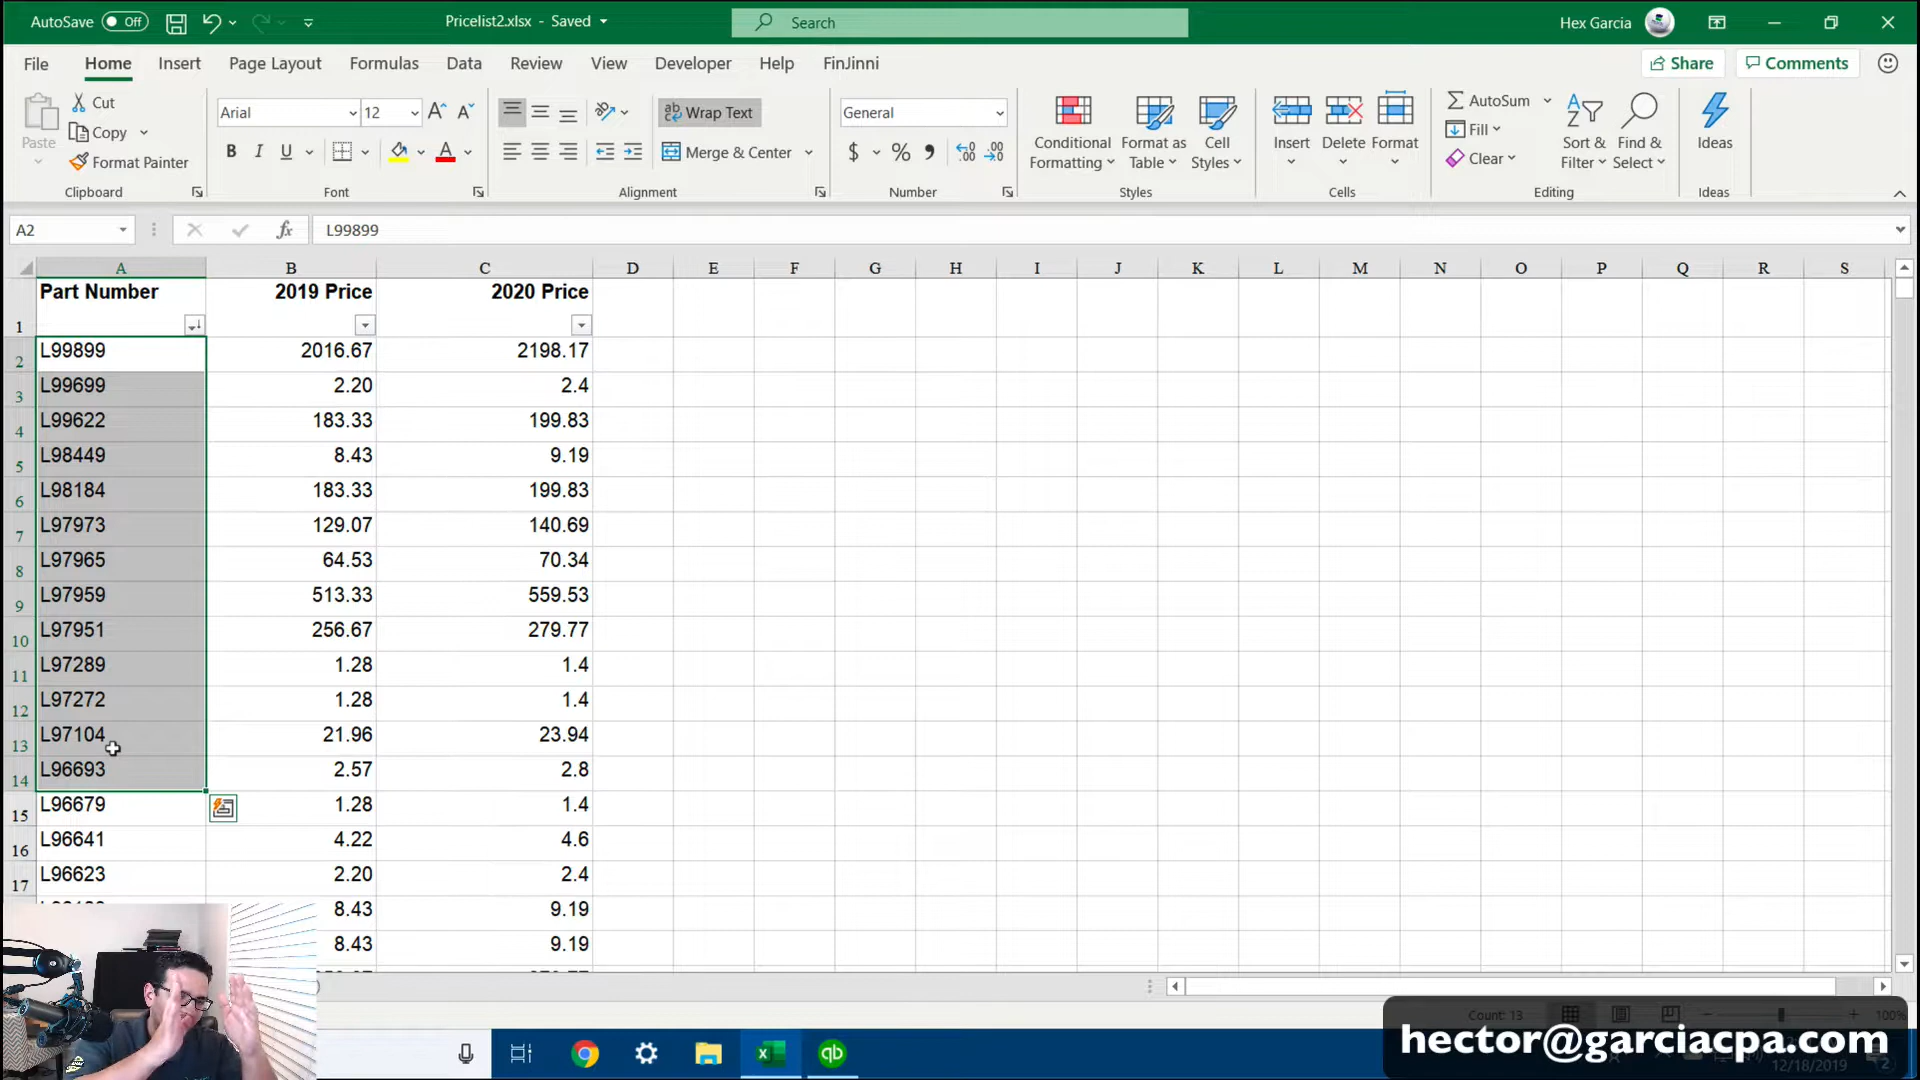 AutoSave Off Pricelist2.xlsx - Saved Search Hex Garcia
File Home Insert Page Layout Formulas Data Review View Developer Help FinJinni Share Comments
Paste Cut Copy Format Painter
Arial 12 B I U
Wrap Text Merge & Center
General $ % 9
Conditional Formatting Format as Table Cell Styles
Insert Delete Format
AutoSum Fill Clear Sort & Filter Find & Select Ideas
Clipboard Font Alignment Number Styles Cells Editing Ideas
A2 fx L99899
A B C D E F G H I J K L M N O P Q R S
1 Part Number 2019 Price 2020 Price
2 L99899 2016.67 2198.17
3 L99699 2.20 2.4
4 L99622 183.33 199.83
5 L98449 8.43 9.19
6 L98184 183.33 199.83
7 L97973 129.07 140.69
8 L97965 64.53 70.34
9 L97959 513.33 559.53
10 L97951 256.67 279.77
11 L97289 1.28 1.4
12 L97272 1.28 1.4
13 L97104 21.96 23.94
14 L96693 2.57 2.8
15 L96679 1.28 1.4
16 L96641 4.22 4.6
17 L96623 2.20 2.4
8.43 9.19
8.43 9.19
Count: 13 100%
hector@garciacpa.com
qb
12/18/2019